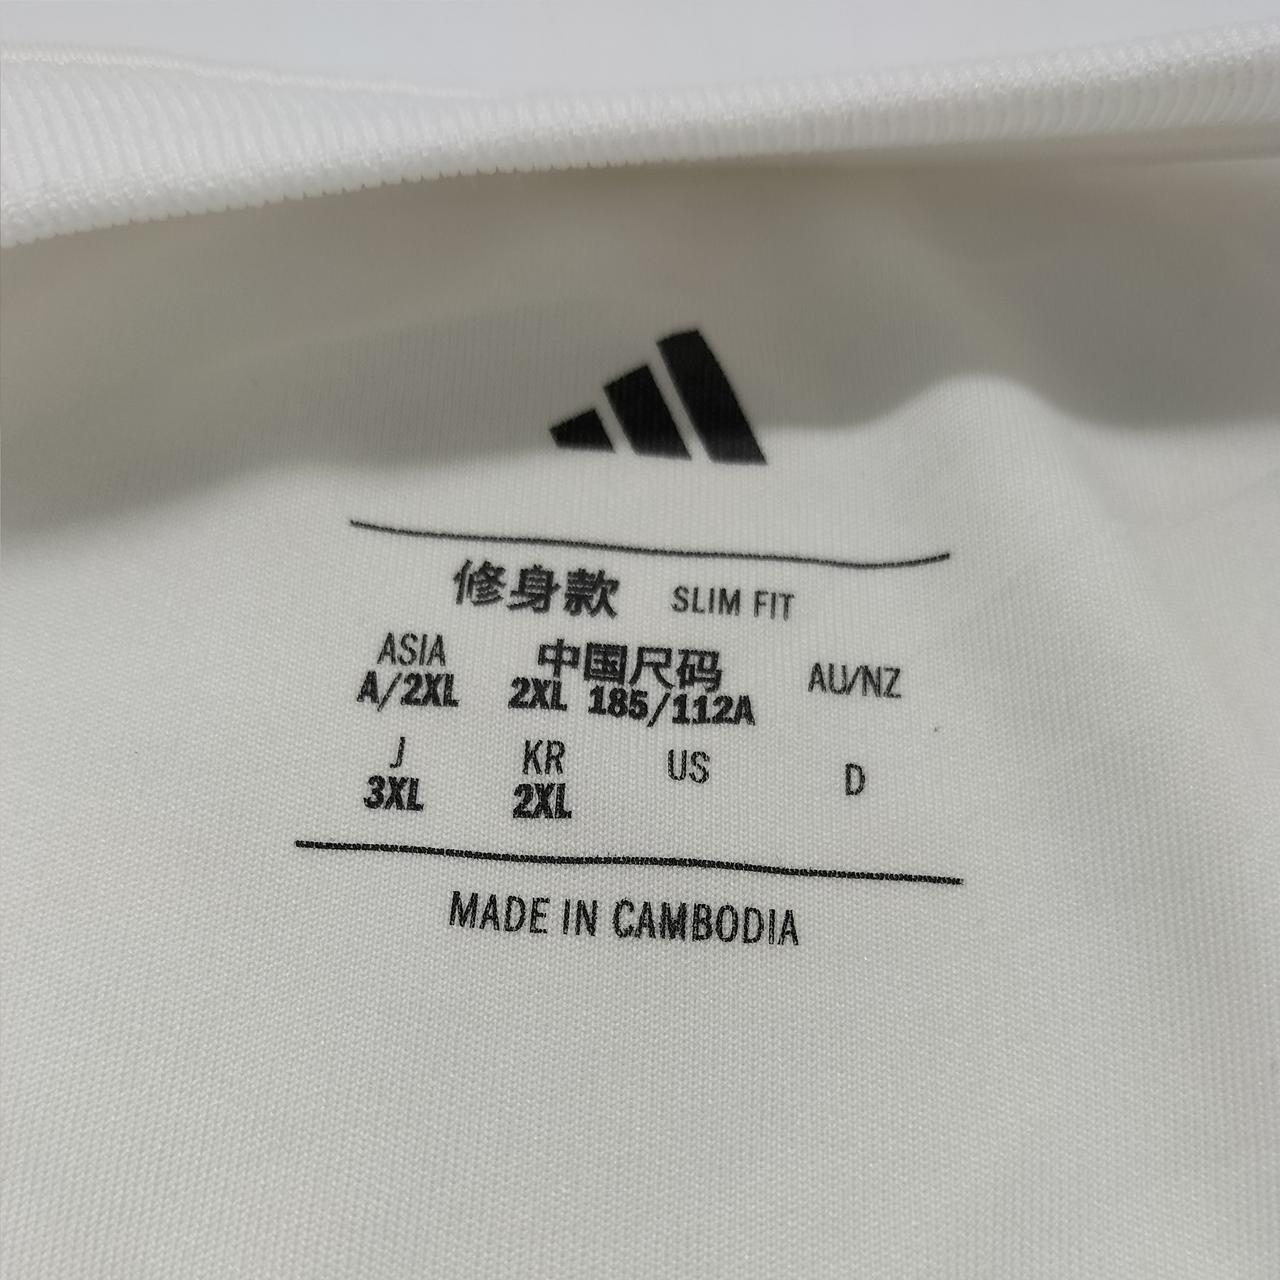 修身款 SLIM FIT
ASIA 中国尺码 AU/NZ
A/2XL 2XL 185/112A
J KR US D
3XL 2XL
MADE IN CAMBODIA